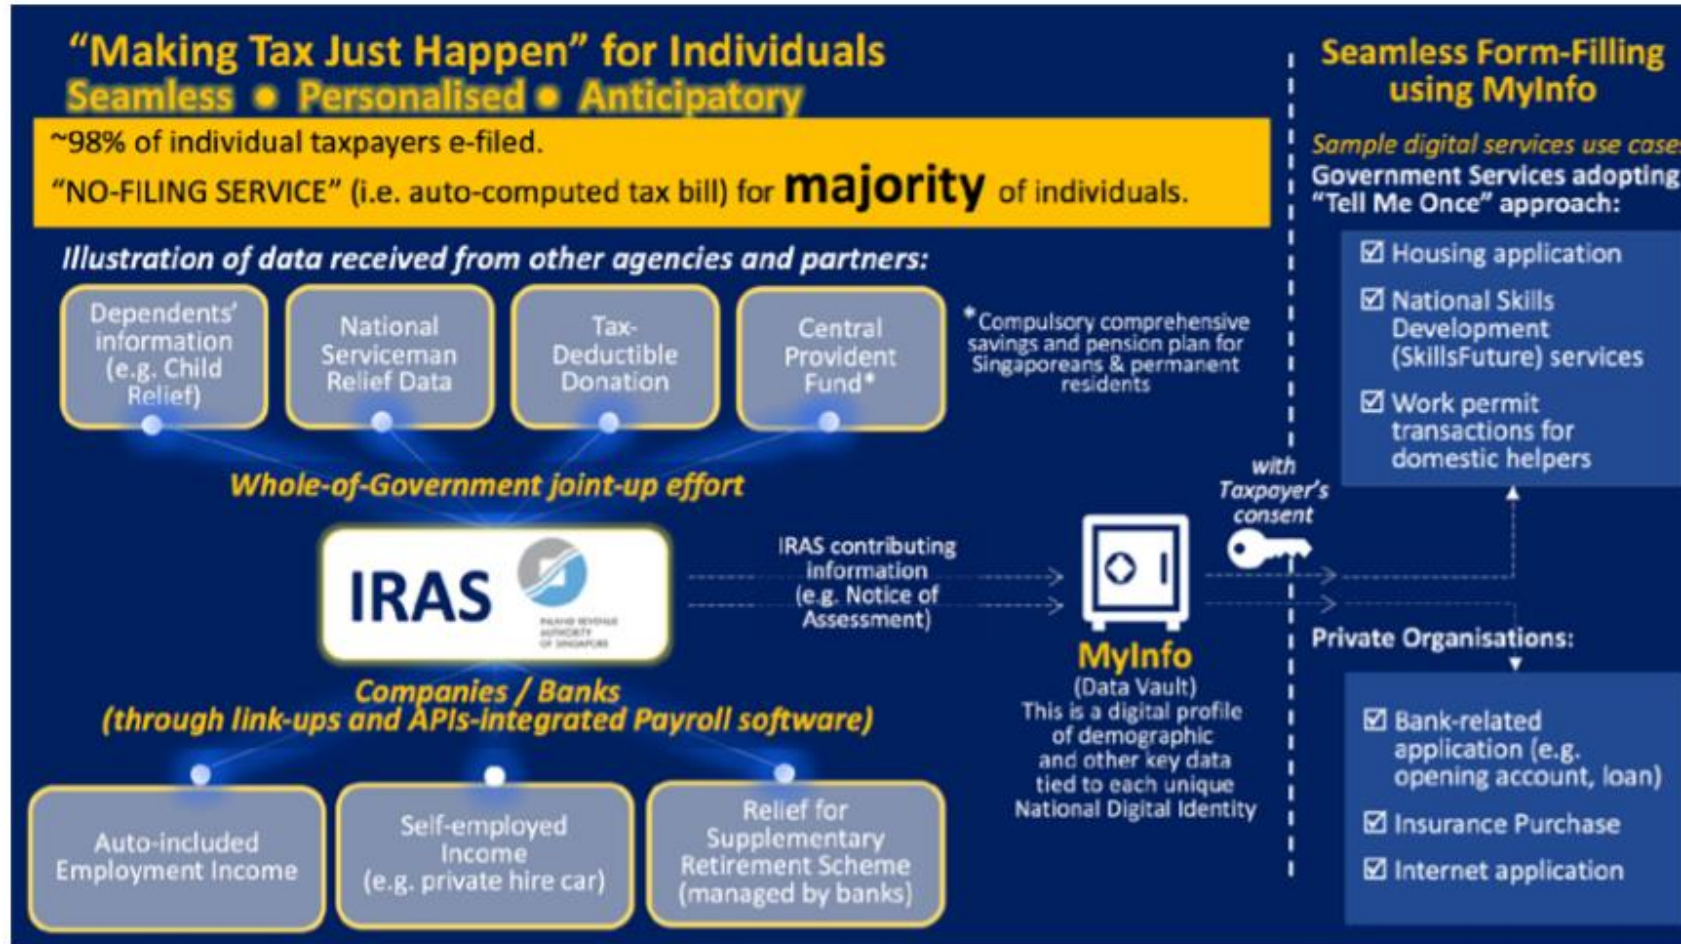 “Making Tax Just Happen” for Individuals
Seamless ● Personalised ● Anticipatory
~98% of individual taxpayers e-filed.
“NO-FILING SERVICE” (i.e. auto-computed tax bill) for majority of individuals.
Illustration of data received from other agencies and partners:
Dependents’
information
(e.g. Child
Relief)
National
Serviceman
Relief Data
Tax-
Deductible
Donation
Central
Provident
Fund*
*Compulsory comprehensive
savings and pension plan for
Singaporeans & permanent
residents
Whole-of-Government joint-up effort
IRAS
INLAND REVENUE
AUTHORITY
OF SINGAPORE
IRAS contributing
information
(e.g. Notice of
Assessment)
Companies / Banks
(through link-ups and APIs-integrated Payroll software)
Auto-included
Employment Income
Self-employed
Income
(e.g. private hire car)
Relief for
Supplementary
Retirement Scheme
(managed by banks)
MyInfo
(Data Vault)
This is a digital profile
of demographic
and other key data
tied to each unique
National Digital Identity
with
Taxpayer’s
consent
Seamless Form-Filling
using MyInfo
Sample digital services use cases
Government Services adopting
“Tell Me Once” approach:
☑ Housing application
☑ National Skills
Development
(SkillsFuture) services
☑ Work permit
transactions for
domestic helpers
Private Organisations:
☑ Bank-related
application (e.g.
opening account, loan)
☑ Insurance Purchase
☑ Internet application